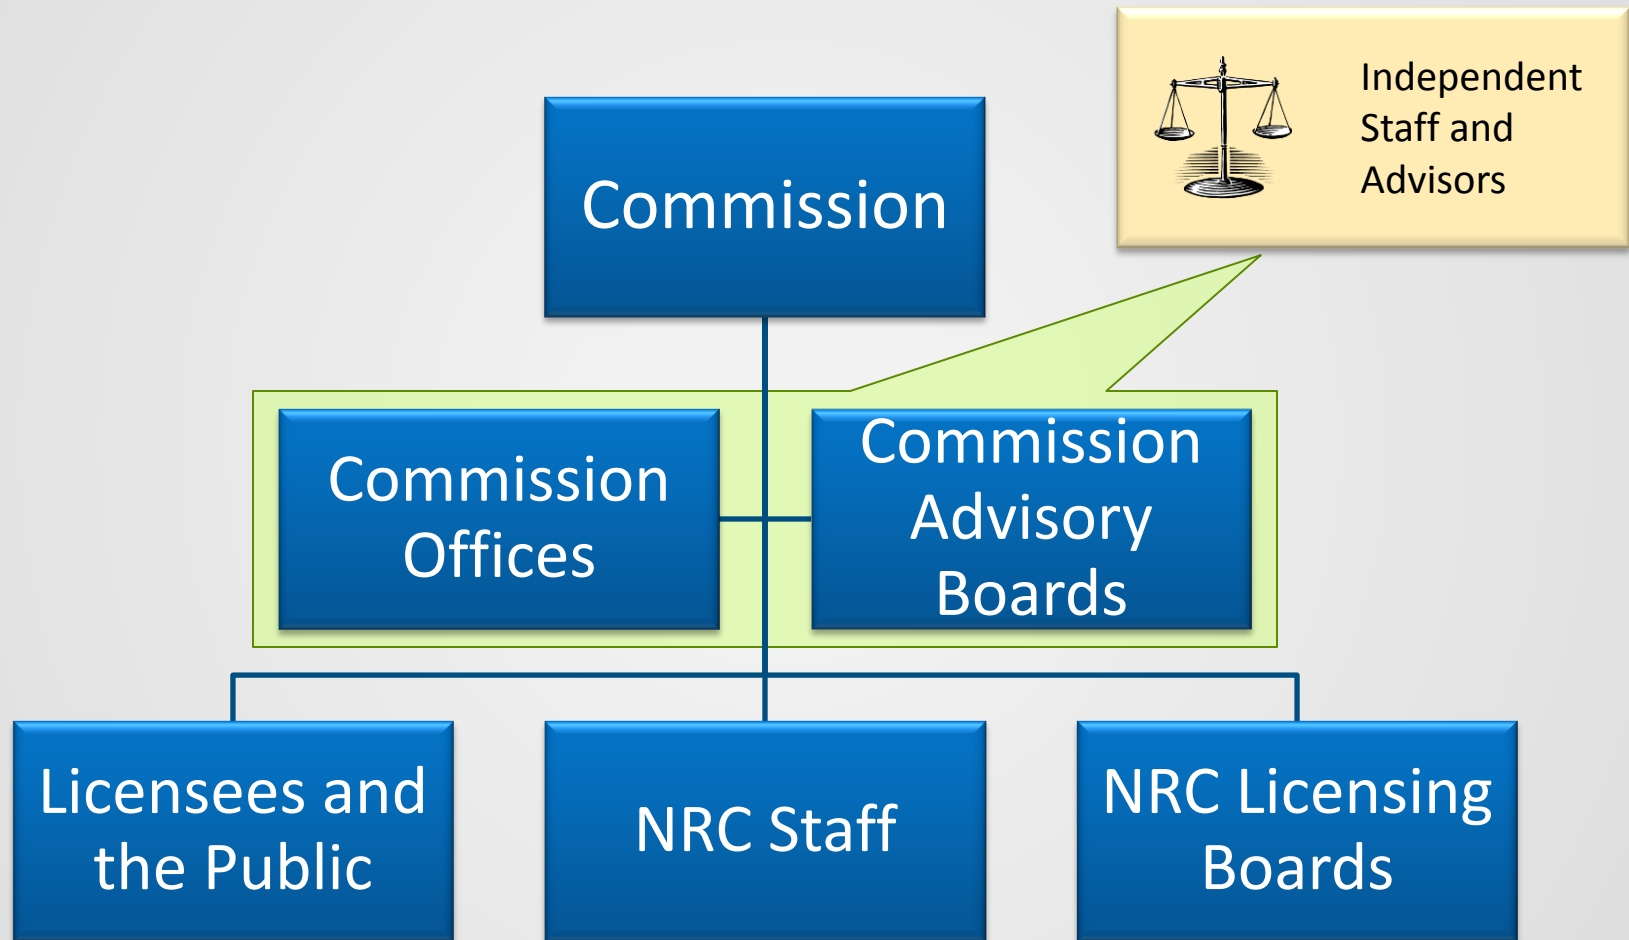 Independent
Staff and
Advisors
Commission
Commission
Offices
Commission
Advisory
Boards
Licensees and
the Public
NRC Staff
NRC Licensing
Boards